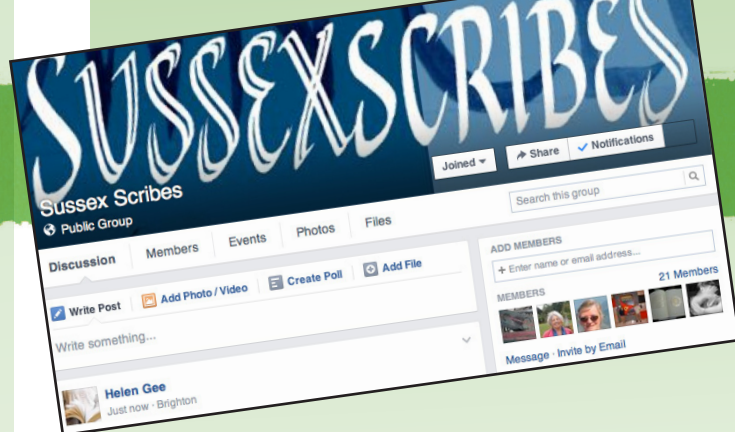 SUSSEXSCRIBES
Sussex Scribes
Public Group
Joined
Share
Notifications
Discussion
Members
Events
Photos
Files
Search this group
Write Post
Add Photo / Video
Create Poll
Add File
Write something...
Helen Gee
Just now · Brighton
ADD MEMBERS
+ Enter name or email address...
MEMBERS
21 Members
Message · Invite by Email